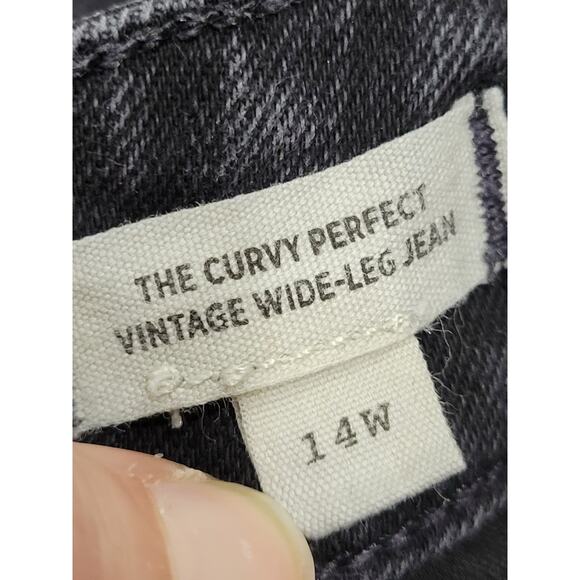 THE CURVY PERFECT
VINTAGE WIDE-LEG JEAN
14W